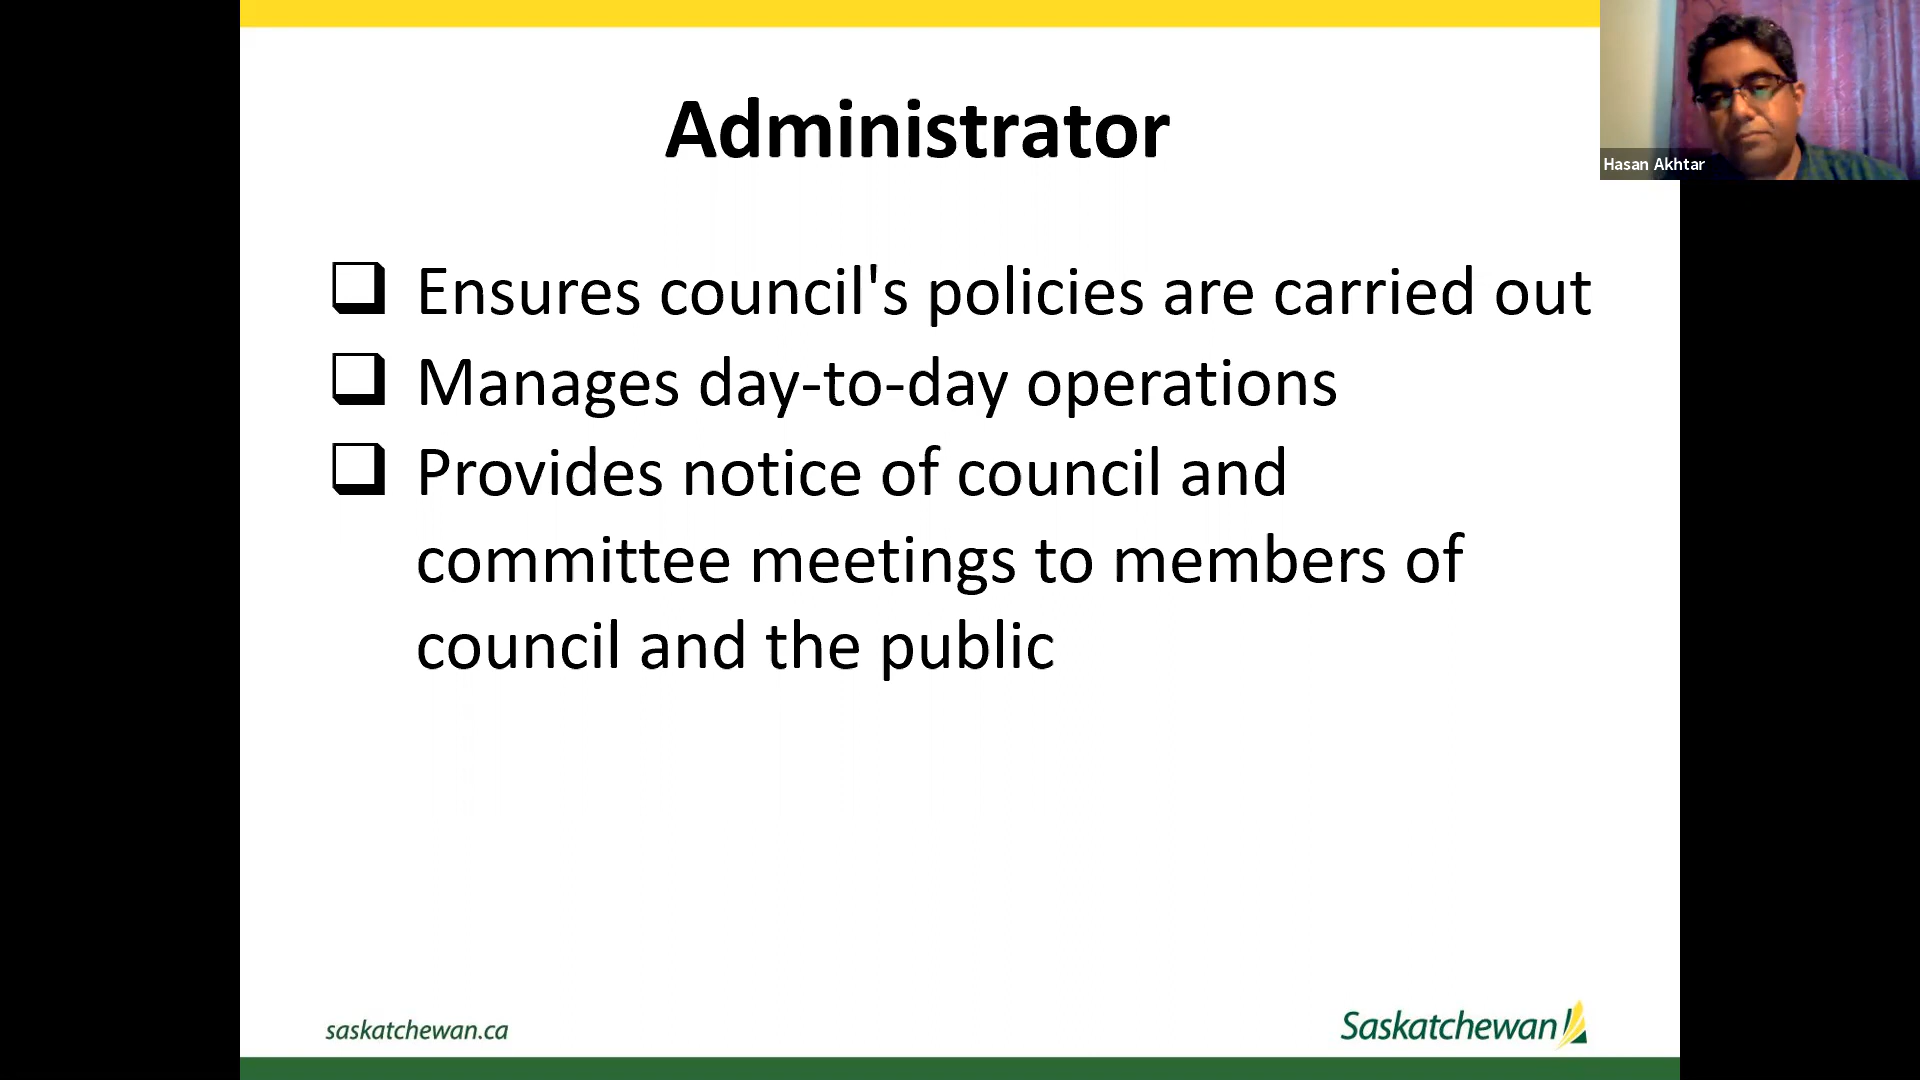 Administrator
Hasan Akhtar
Ensures council's policies are carried out
Manages day-to-day operations
Provides notice of council and
committee meetings to members of
council and the public
saskatchewan.ca
Saskatchewan